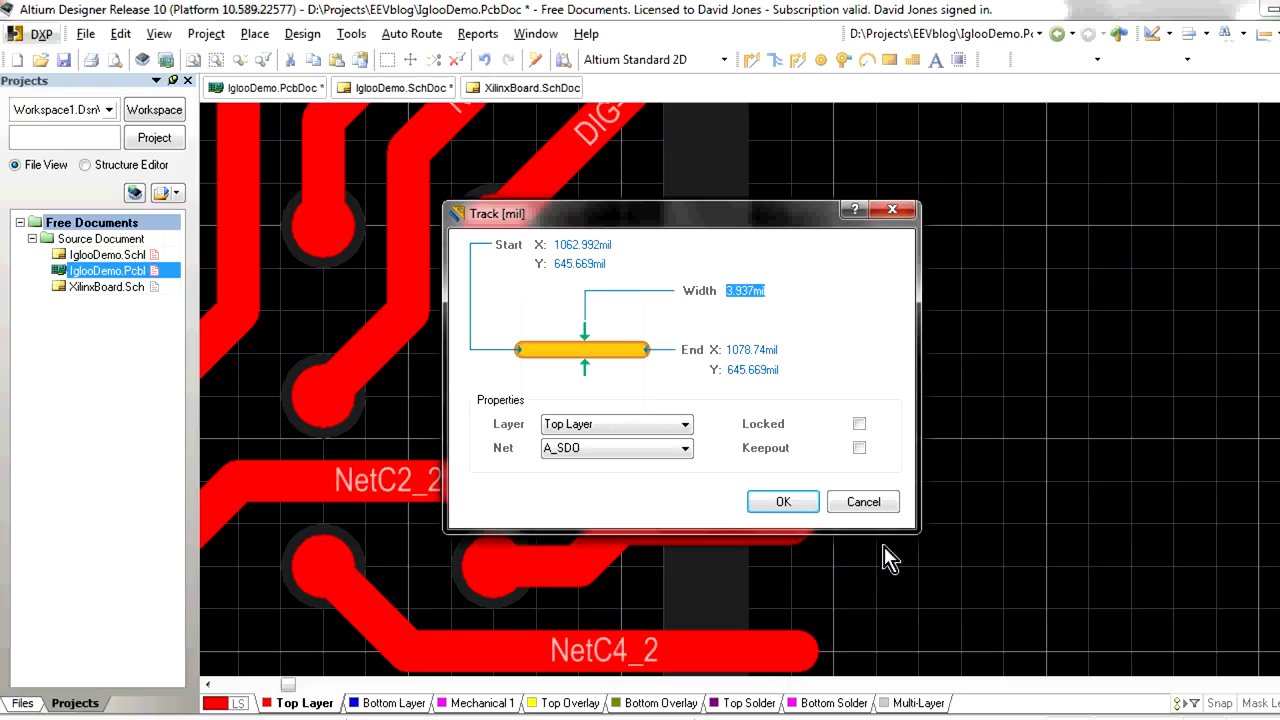 Altium Designer Release 10 (Platform 10.589.22577) - D:\Projects\EEVblog\IglooDemo.PcbDoc * - Free Documents. Licensed to David Jones - Subscription valid. David Jones signed in.
DXP File Edit View Project Place Design Tools Auto Route Reports Window Help D:\Projects\EEVblog\IglooDemo.Pc
Altium Standard 2D
Projects
IglooDemo.PcbDoc * IglooDemo.SchDoc * XilinxBoard.SchDoc
Workspace1.Dsn Workspace
Project
File View Structure Editor
Free Documents
Source Document
IglooDemo.Schl
IglooDemo.Pcbl
XilinxBoard.Sch
DIG-
Track [mil]
Start X: 1062.992mil
Y: 645.669mil
Width 3.937mil
End X: 1078.74mil
Y: 645.669mil
Properties
Layer Top Layer Locked
Net A_SDO Keepout
OK Cancel
NetC2_2
NetC4_2
Files Projects LS Top Layer Bottom Layer Mechanical 1 Top Overlay Bottom Overlay Top Solder Bottom Solder Multi-Layer Snap Mask L